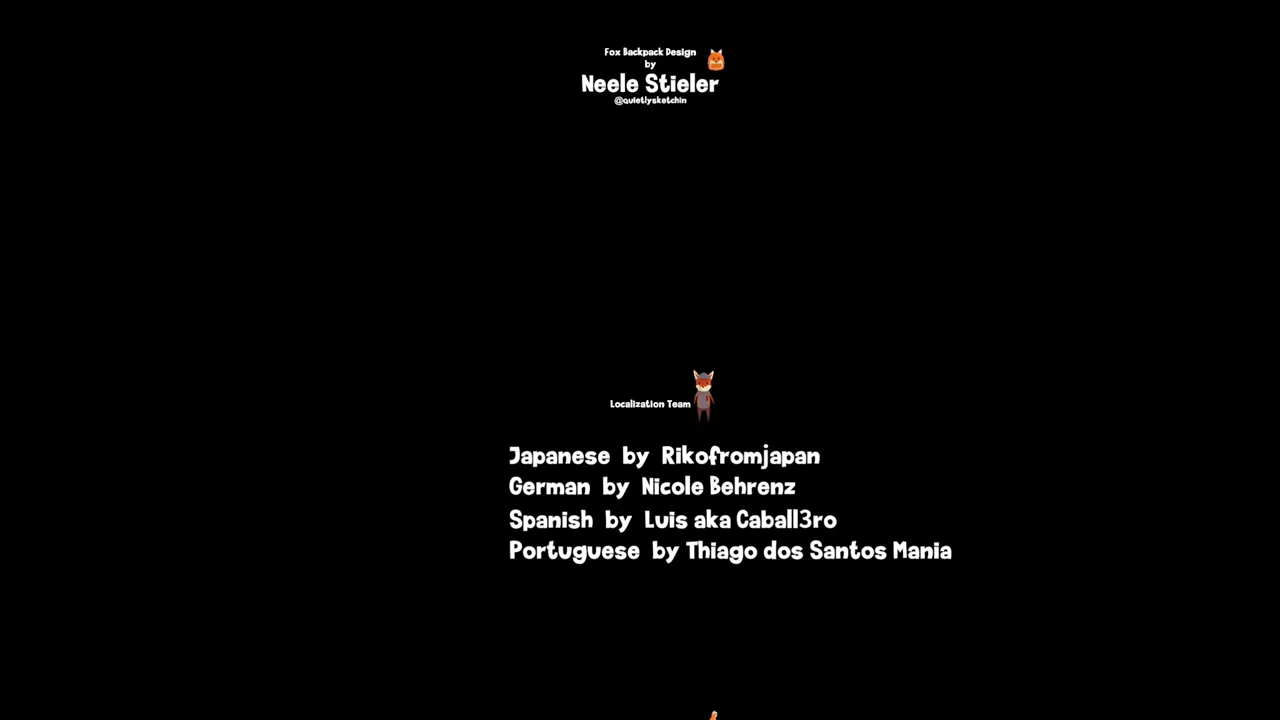 Fox Backpack Design
by
Neele Stieler
@quietlysketchin
Localization Team
Japanese by Rikofromjapan
German by Nicole Behrenz
Spanish by Luis aka Caball3ro
Portuguese by Thiago dos Santos Mania